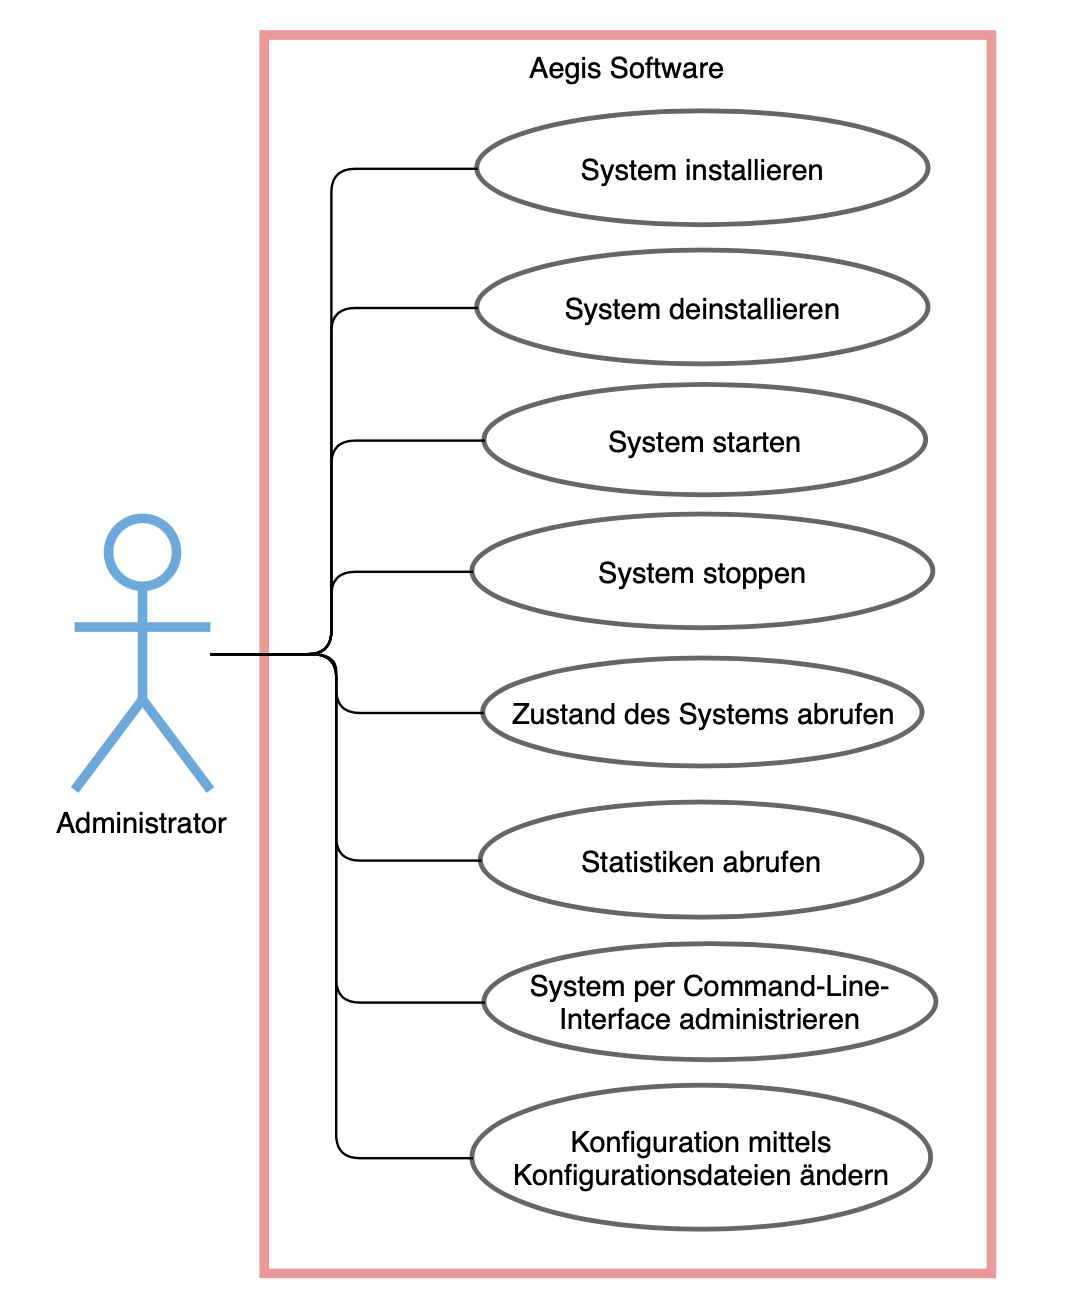 Aegis Software
System installieren
System deinstallieren
System starten
System stoppen
Zustand des Systems abrufen
Administrator
Statistiken abrufen
System per Command-Line-
Interface administrieren
Konfiguration mittels
Konfigurationsdateien ändern